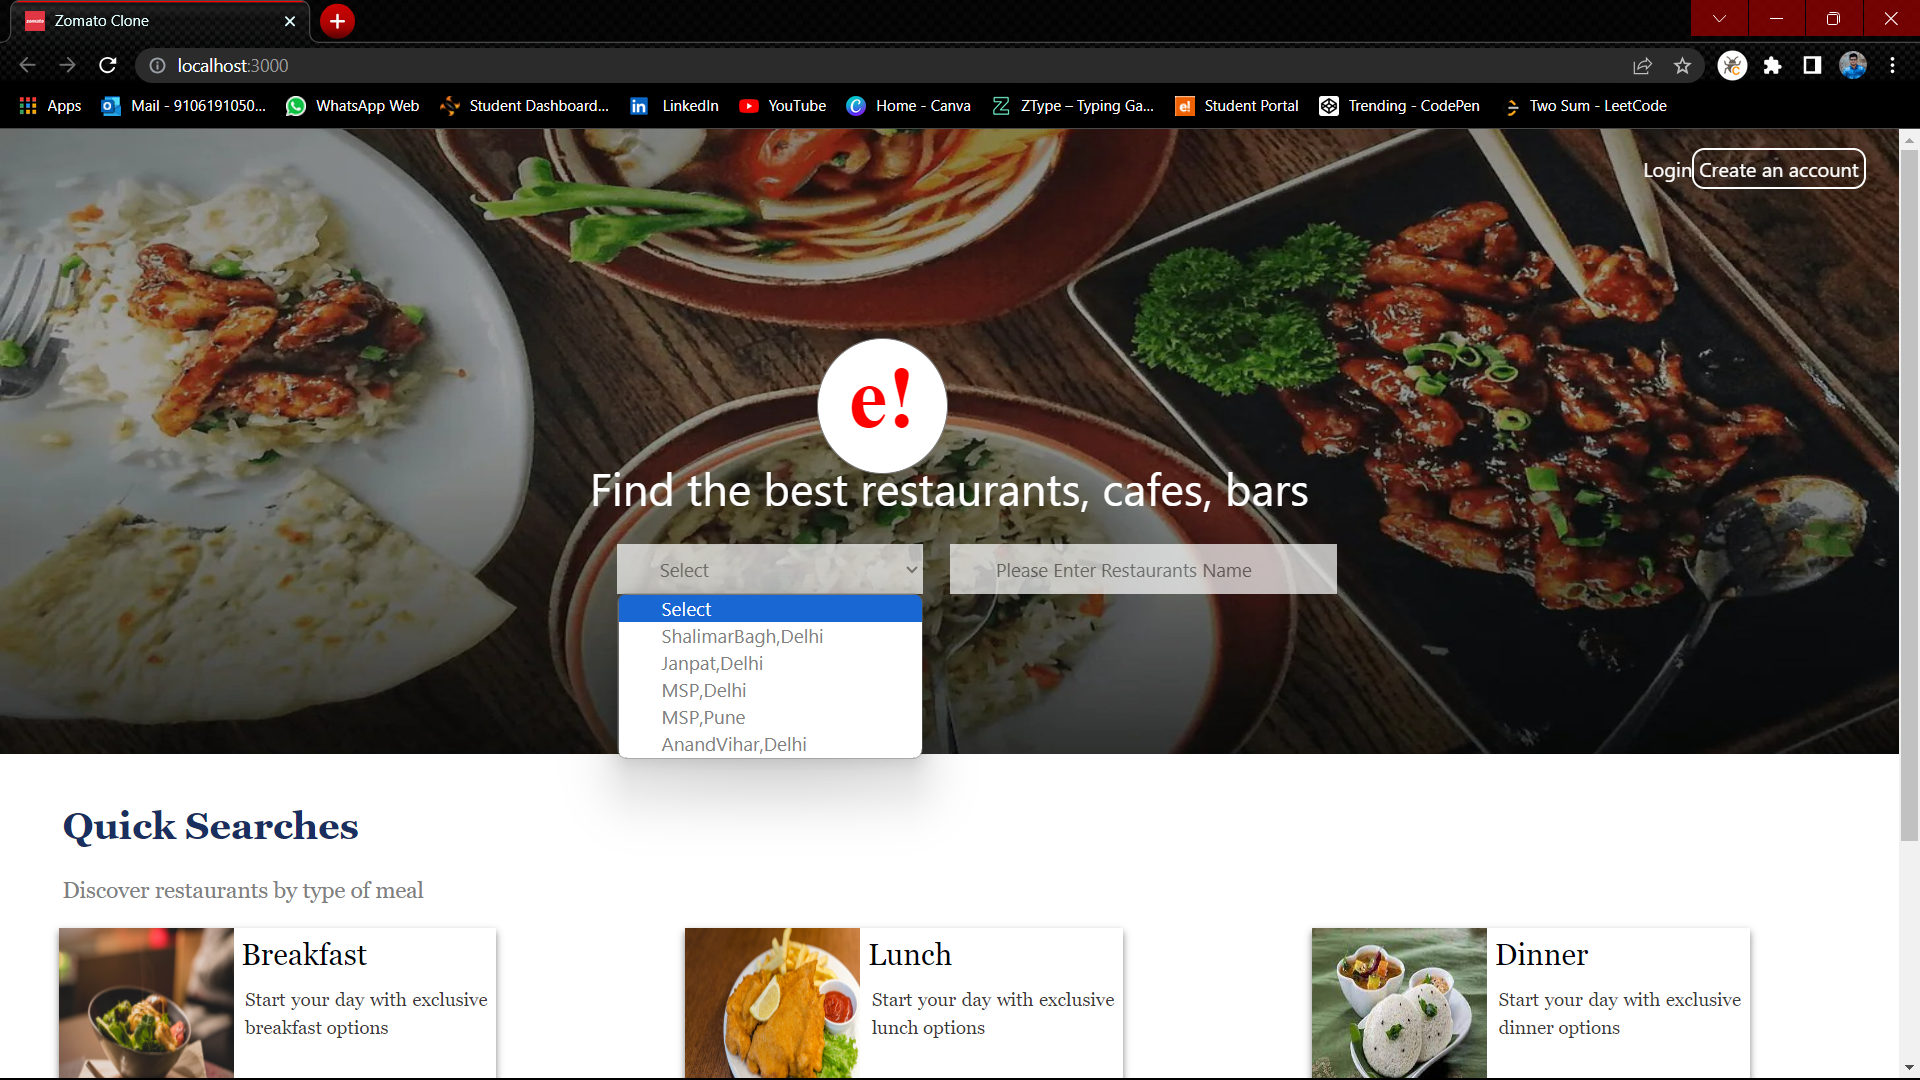 Zomato Clone
localhost:3000
Apps
Mail - 9106191050...
WhatsApp Web
Student Dashboard...
LinkedIn
YouTube
Home - Canva
ZType – Typing Ga...
Student Portal
Trending - CodePen
Two Sum - LeetCode
Login
Create an account
e!
Find the best restaurants, cafes, bars
Select
Please Enter Restaurants Name
Select
ShalimarBagh,Delhi
Janpat,Delhi
MSP,Delhi
MSP,Pune
AnandVihar,Delhi
Quick Searches
Discover restaurants by type of meal
Breakfast
Start your day with exclusive
breakfast options
Lunch
Start your day with exclusive
lunch options
Dinner
Start your day with exclusive
dinner options